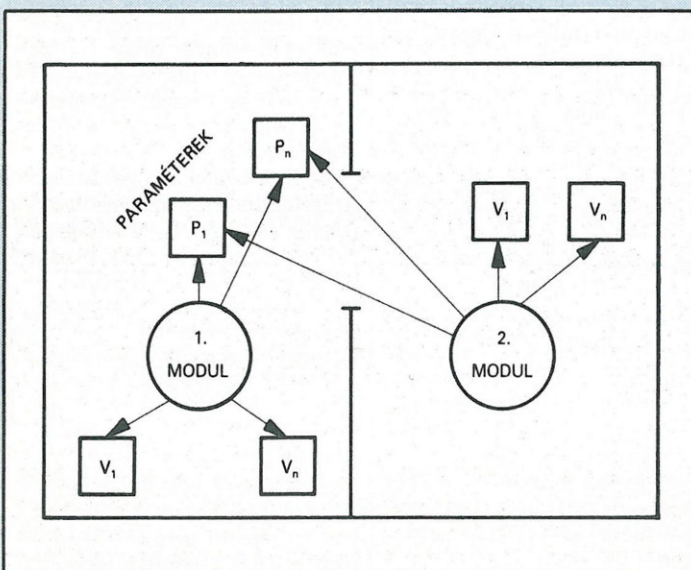 PARAMÉTEREK
Pₙ
P₁
V₁
Vₙ
1.
MODUL
2.
MODUL
V₁
Vₙ